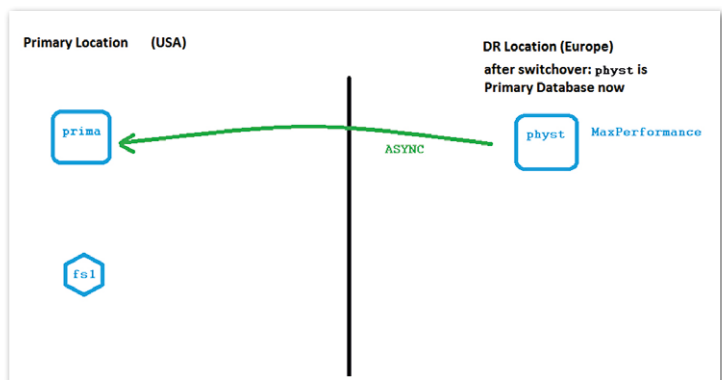 Primary Location (USA)
DR Location (Europe)
after switchover: physt is
Primary Database now
prima
physt
MaxPerformance
ASYNC
fs1